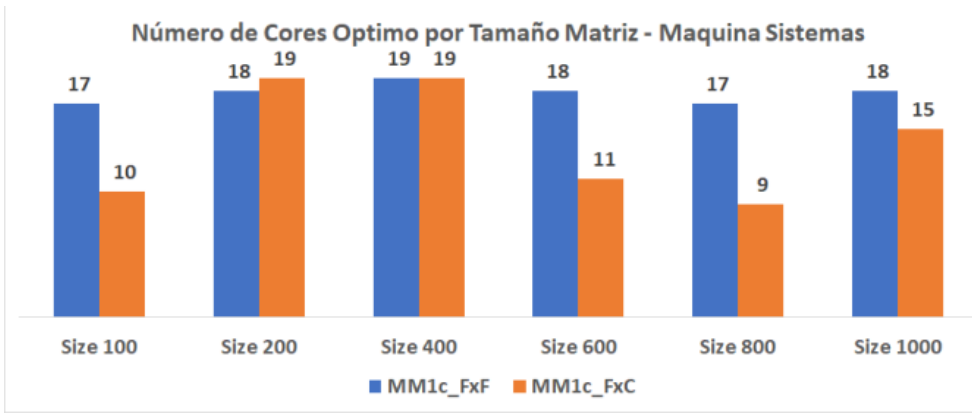 Número de Cores Optimo por Tamaño Matriz - Maquina Sistemas
17 10 18 19 19 19 18 11 17 9 18 15
Size 100 Size 200 Size 400 Size 600 Size 800 Size 1000
MM1c_FxF MM1c_FxC